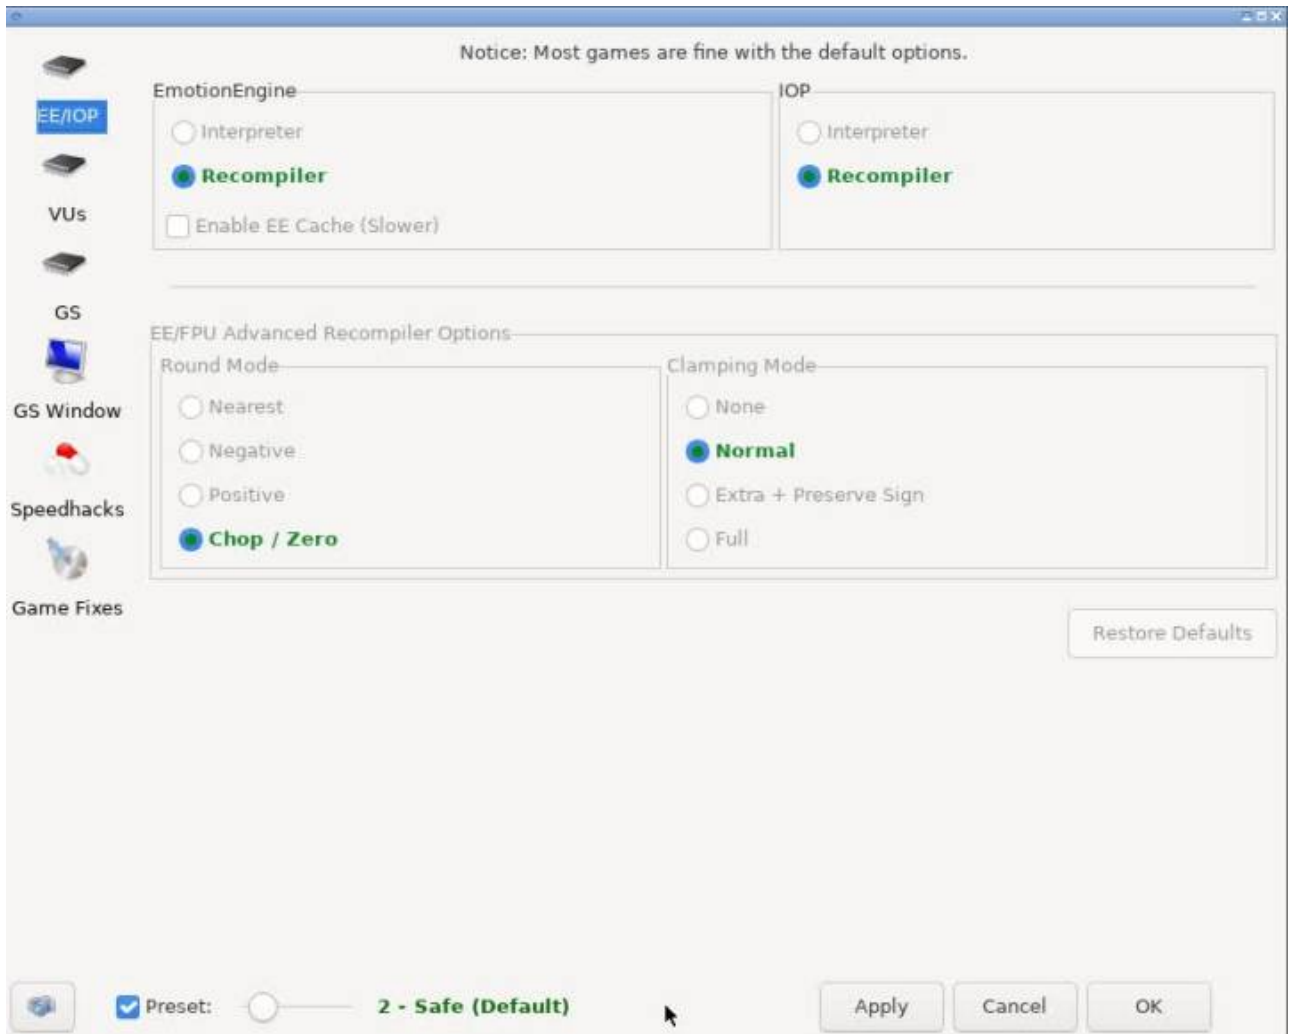 Notice: Most games are fine with the default options.
EE/IOP
VUs
GS
GS Window
Speedhacks
Game Fixes
EmotionEngine
Interpreter
Recompiler
Enable EE Cache (Slower)
IOP
Interpreter
Recompiler
EE/FPU Advanced Recompiler Options
Round Mode
Nearest
Negative
Positive
Chop / Zero
Clamping Mode
None
Normal
Extra + Preserve Sign
Full
Restore Defaults
Preset: 2 - Safe (Default)
Apply Cancel OK